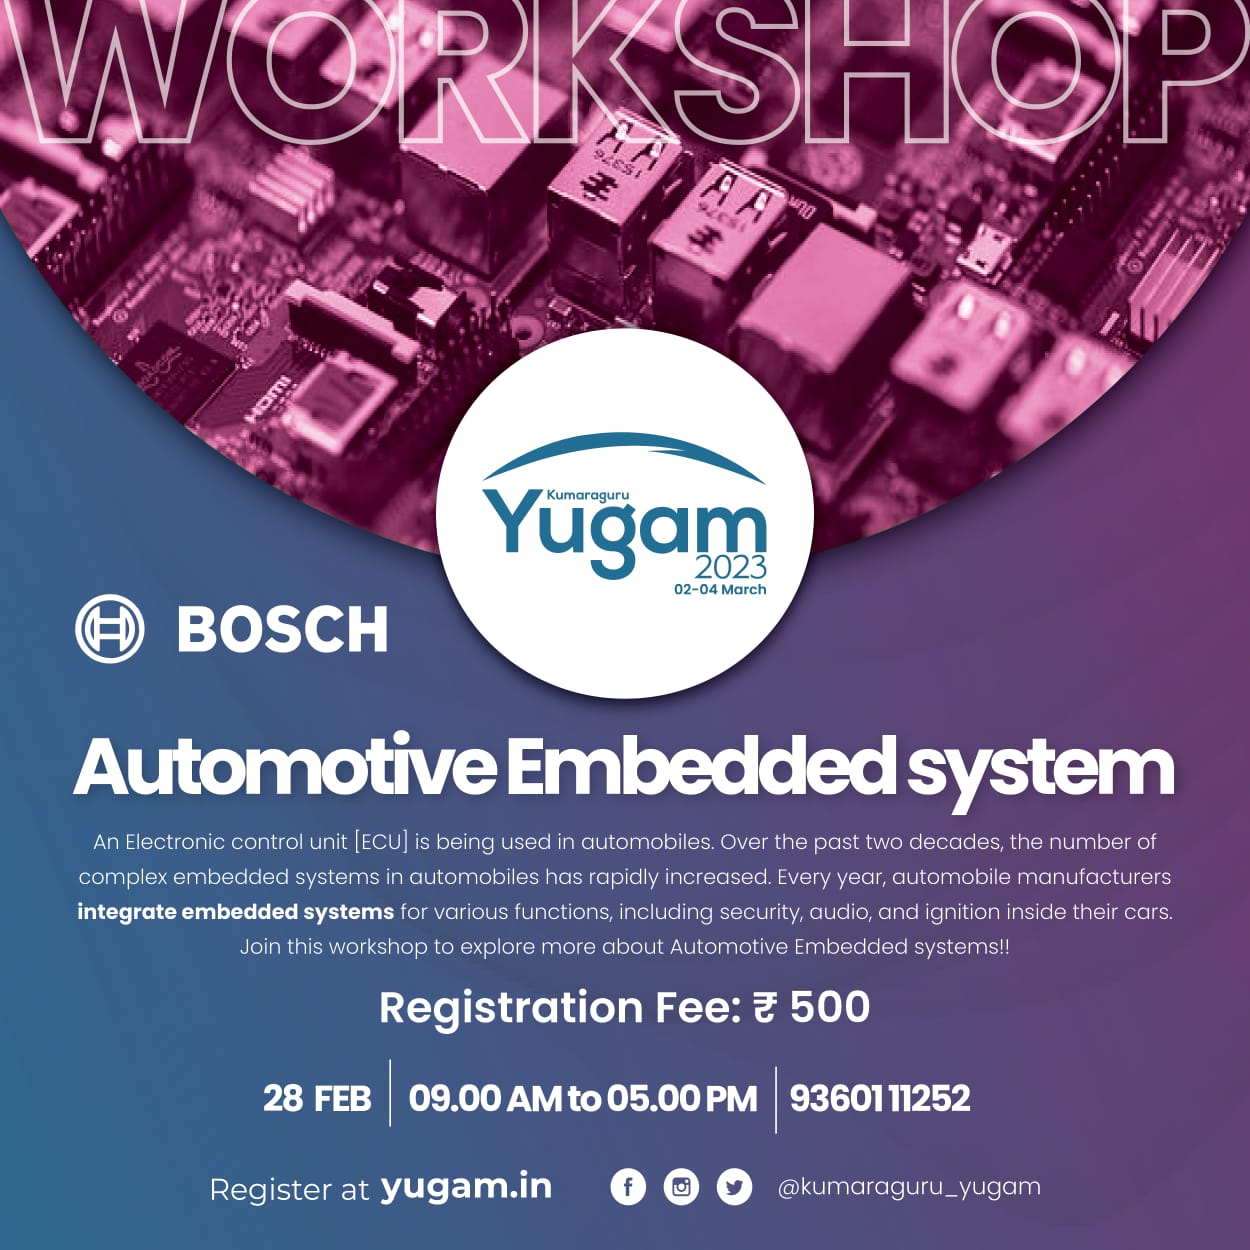 WORKSHOP
15376
15376
HDMI
Kumaraguru
Yugam
2023
02-04 March
BOSCH
Automotive Embedded system
An Electronic control unit [ECU] is being used in automobiles. Over the past two decades, the number of
complex embedded systems in automobiles has rapidly increased. Every year, automobile manufacturers
integrate embedded systems for various functions, including security, audio, and ignition inside their cars.
Join this workshop to explore more about Automotive Embedded systems!!
Registration Fee: ₹ 500
28 FEB | 09.00 AM to 05.00 PM | 93601 11252
Register at yugam.in @kumaraguru_yugam